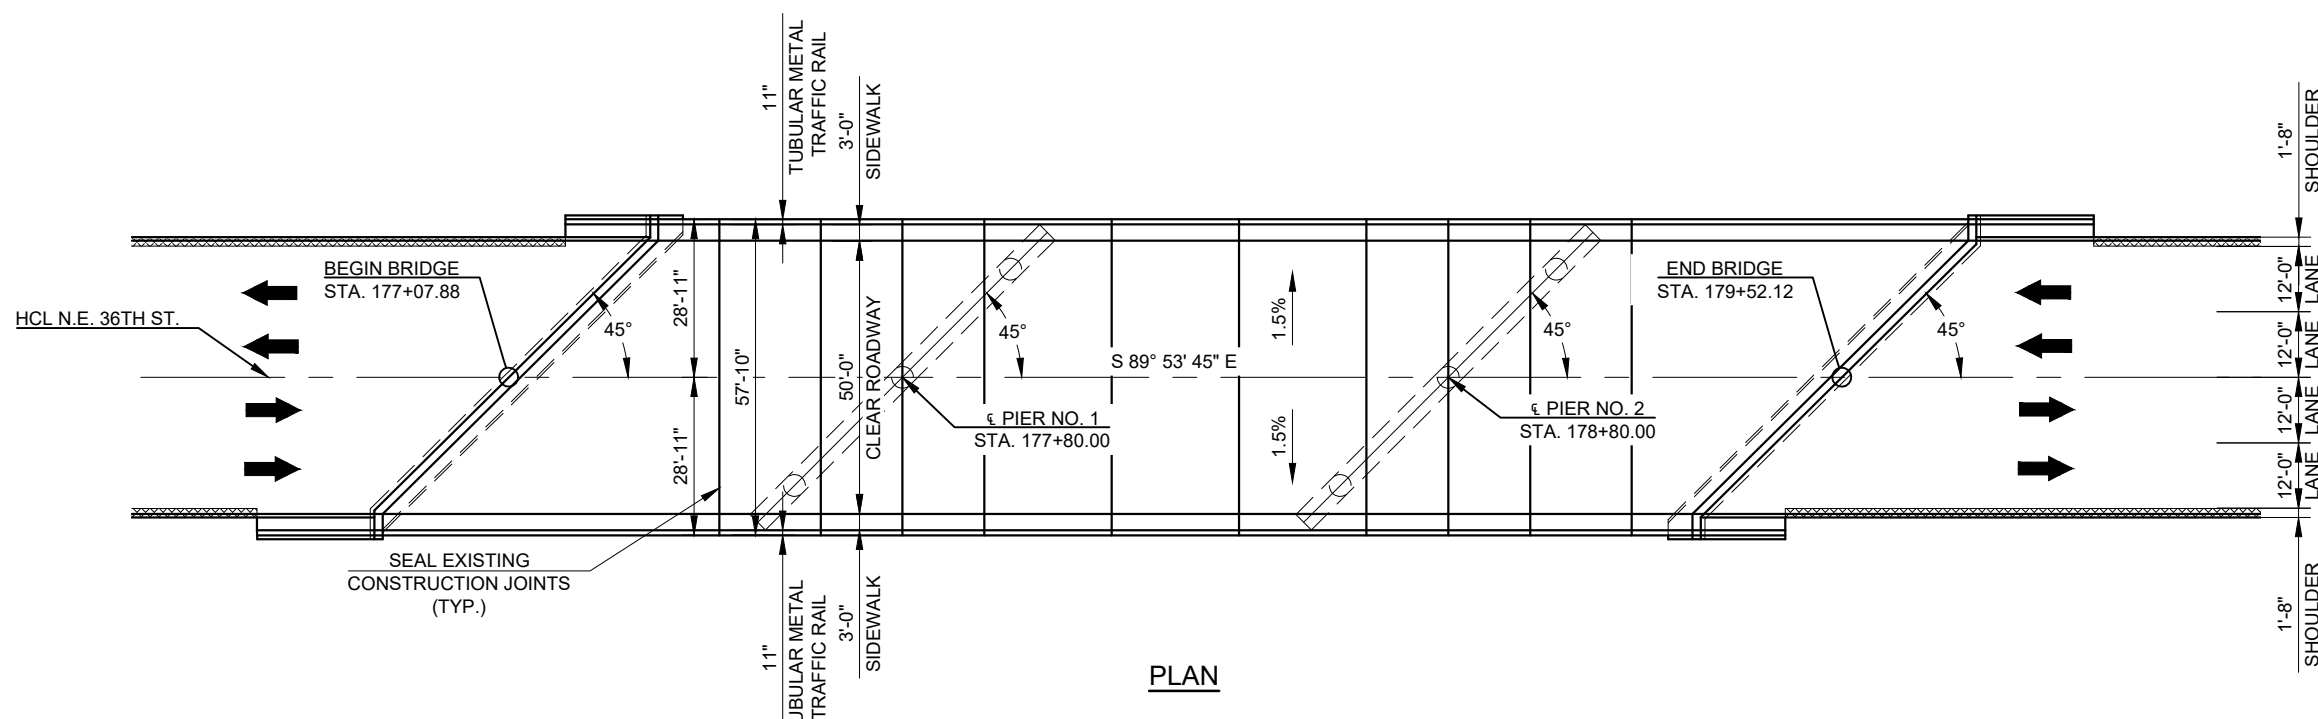 11"
TUBULAR METAL
TRAFFIC RAIL
3'-0"
SIDEWALK
1'-8"
SHOULDER
BEGIN BRIDGE
STA. 177+07.88
HCL N.E. 36TH ST.
45°
28'-11"
28'-11"
57'-10"
50'-0"
CLEAR ROADWAY
45°
℄ PIER NO. 1
STA. 177+80.00
S 89° 53' 45" E
1.5%
1.5%
45°
℄ PIER NO. 2
STA. 178+80.00
END BRIDGE
STA. 179+52.12
45°
12'-0"
LANE
12'-0"
LANE
12'-0"
LANE
12'-0"
LANE
SEAL EXISTING
CONSTRUCTION JOINTS
(TYP.)
11"
UBULAR METAL
TRAFFIC RAIL
3'-0"
SIDEWALK
1'-8"
SHOULDER
PLAN